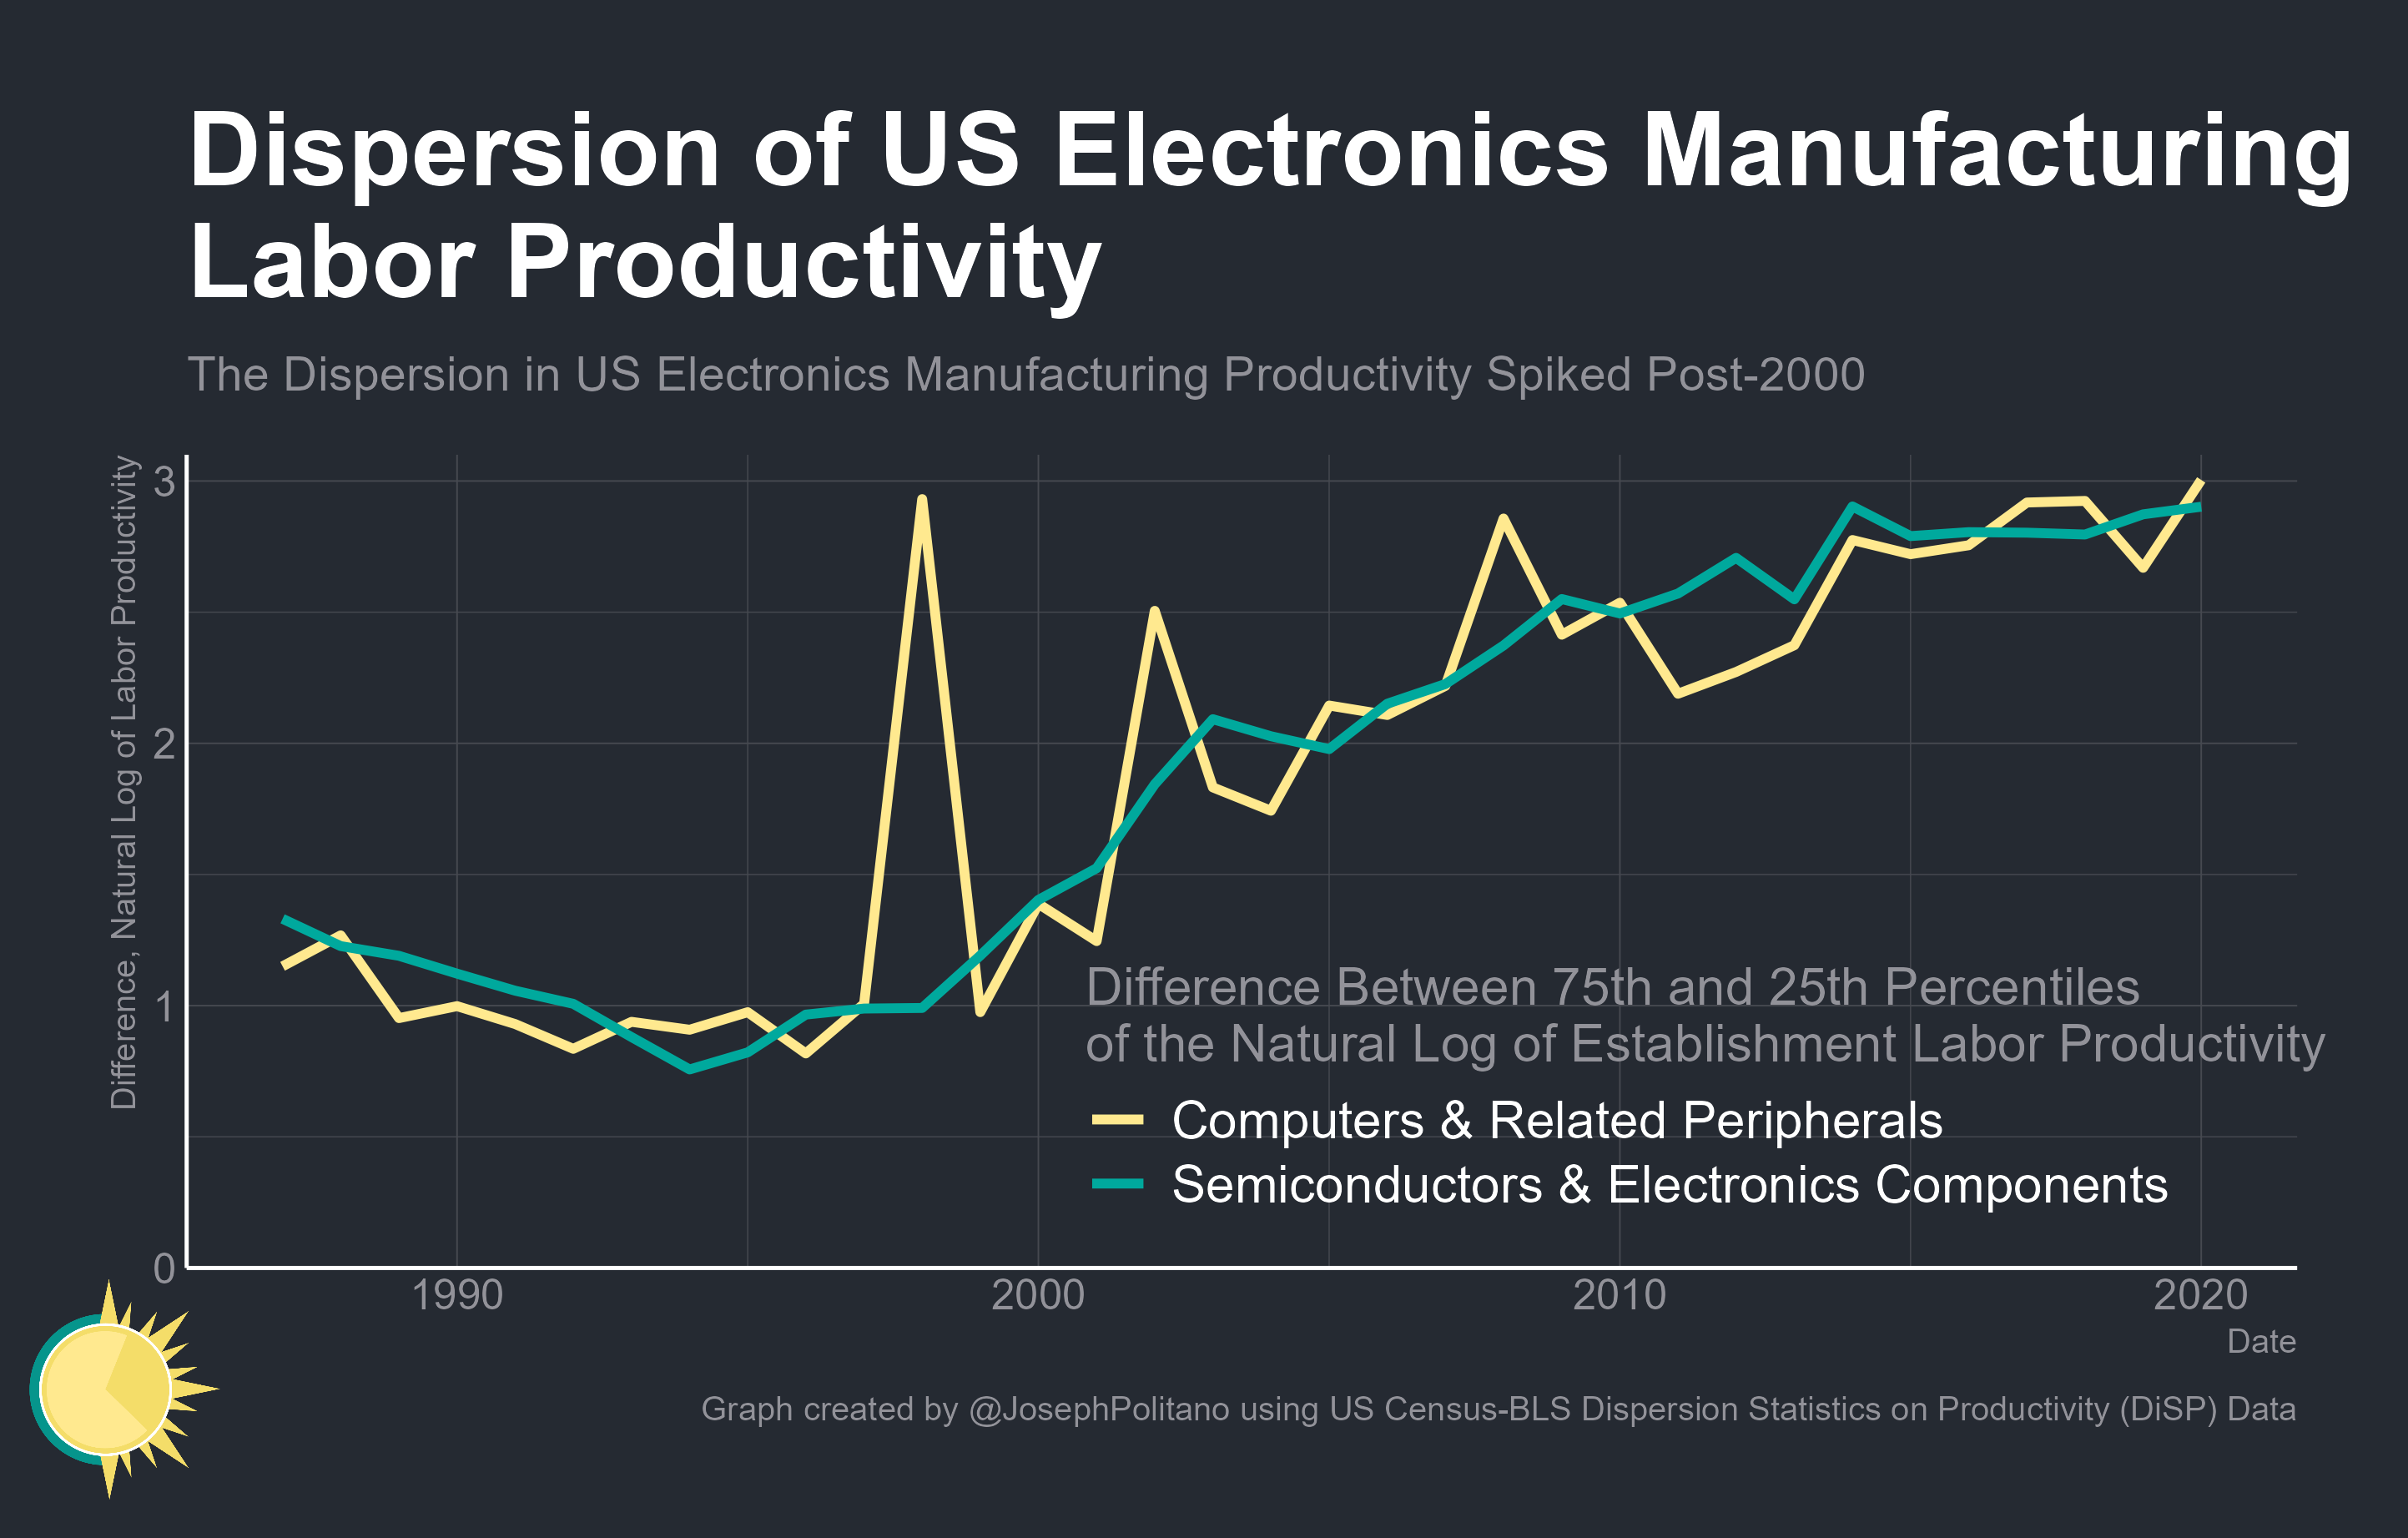 Dispersion of US Electronics Manufacturing
Labor Productivity
The Dispersion in US Electronics Manufacturing Productivity Spiked Post-2000
Difference, Natural Log of Labor Productivity
3
2
1
0
Difference Between 75th and 25th Percentiles
of the Natural Log of Establishment Labor Productivity
Computers & Related Peripherals
Semiconductors & Electronics Components
1990 2000 2010 2020
Date
Graph created by @JosephPolitano using US Census-BLS Dispersion Statistics on Productivity (DiSP) Data